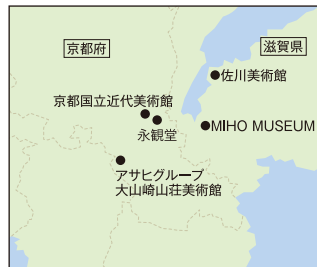 京都府
滋賀県
佐川美術館
京都国立近代美術館
永観堂
MIHO MUSEUM
アサヒグループ
大山崎山荘美術館